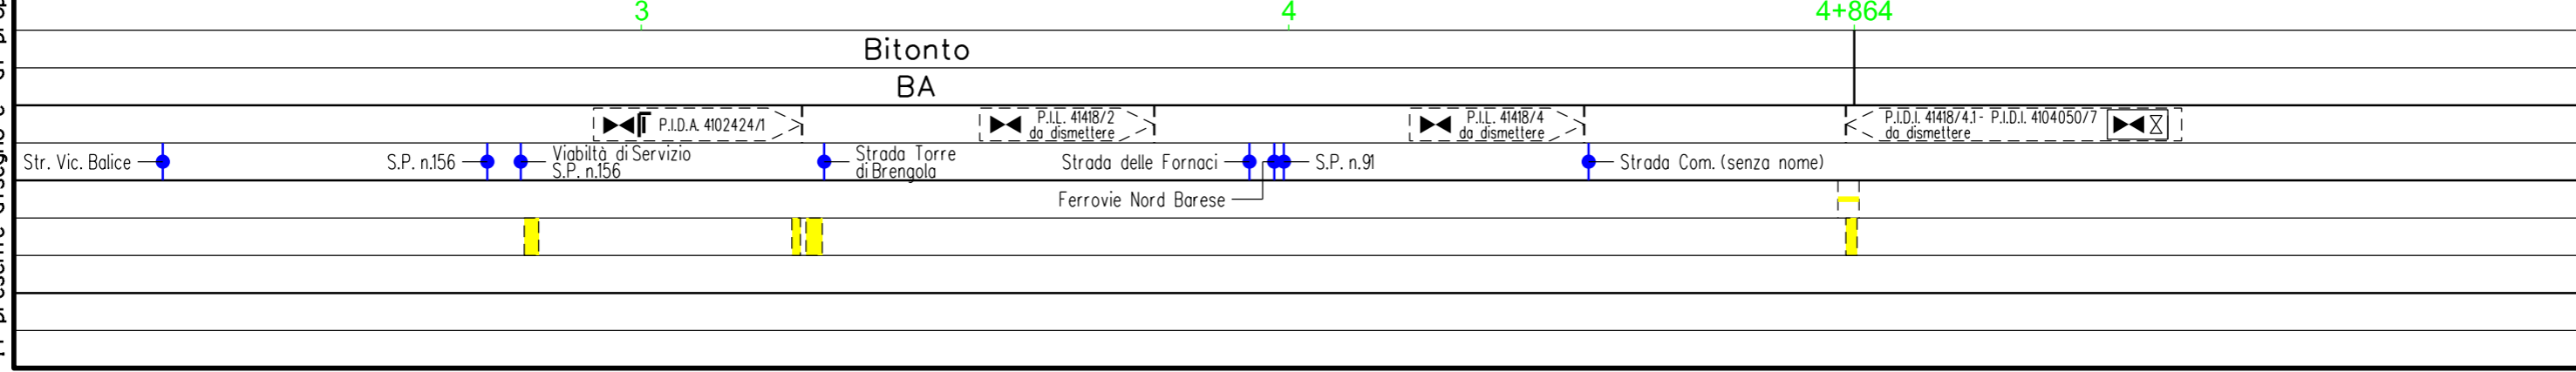 3
4
4+864
Bitonto
BA
P.I.D.A. 4102424/1
P.I.L. 41418/2
da dismettere
P.I.L. 41418/4
da dismettere
P.I.D.I. 41418/4.1- P.I.D.I. 4104050/7
da dismettere
Str. Vic. Balice
S.P. n.156
Viabiltà di Servizio
S.P. n.156
Strada Torre
di Brengola
Strada delle Fornaci
S.P. n.91
Strada Com. (senza nome)
Ferrovie Nord Barese